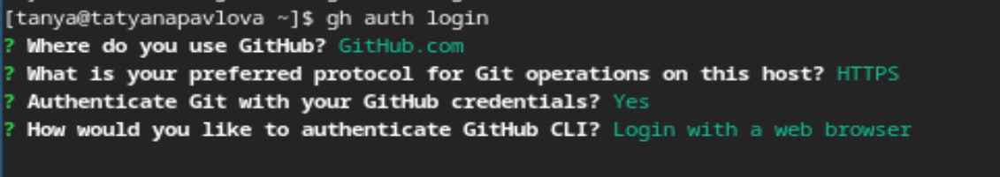 [tanya@tatyanapavlova ~]$ gh auth login
? Where do you use GitHub? GitHub.com
? What is your preferred protocol for Git operations on this host? HTTPS
? Authenticate Git with your GitHub credentials? Yes
? How would you like to authenticate GitHub CLI? Login with a web browser